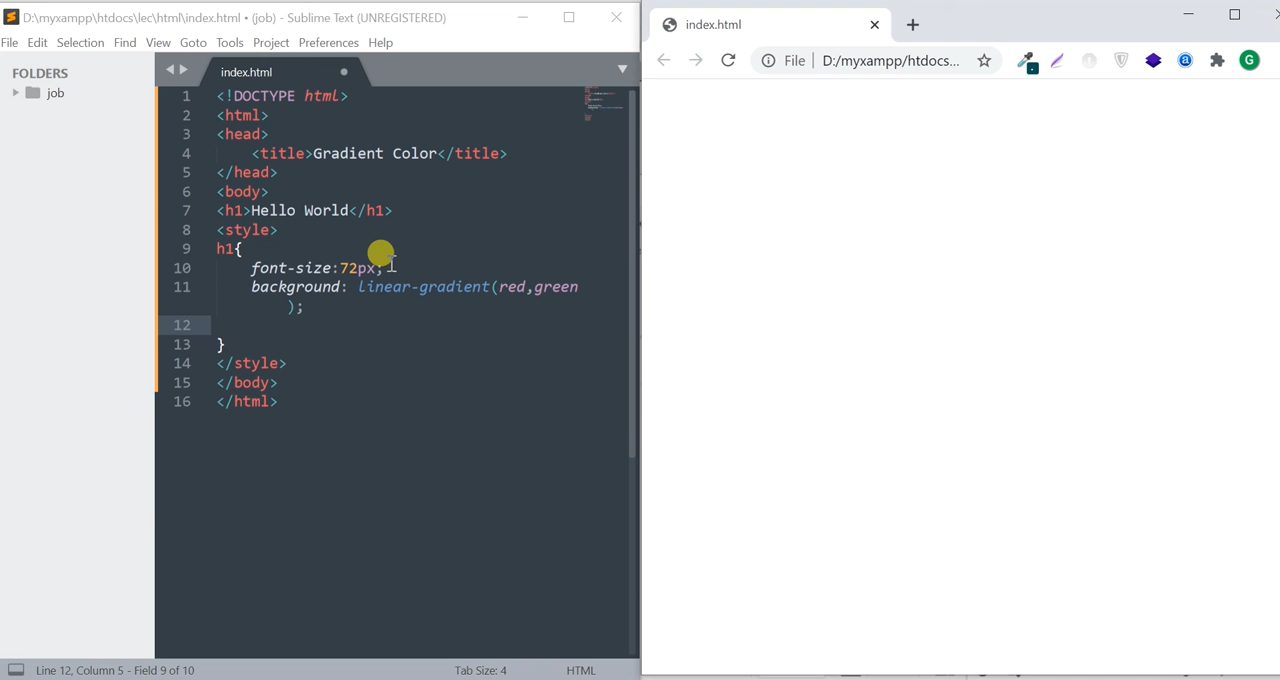 D:\myxampp\htdocs\lec\html\index.html • (job) - Sublime Text (UNREGISTERED)
File Edit Selection Find View Goto Tools Project Preferences Help
FOLDERS
job
index.html
1 <!DOCTYPE html>
2 <html>
3 <head>
4 <title>Gradient Color</title>
5 </head>
6 <body>
7 <h1>Hello World</h1>
8 <style>
9 h1{
10 font-size:72px;
11 background: linear-gradient(red,green
);
12
13 }
14 </style>
15 </body>
16 </html>
Line 12, Column 5 - Field 9 of 10
Tab Size: 4
HTML
index.html
File | D:/myxampp/htdocs...
a
G